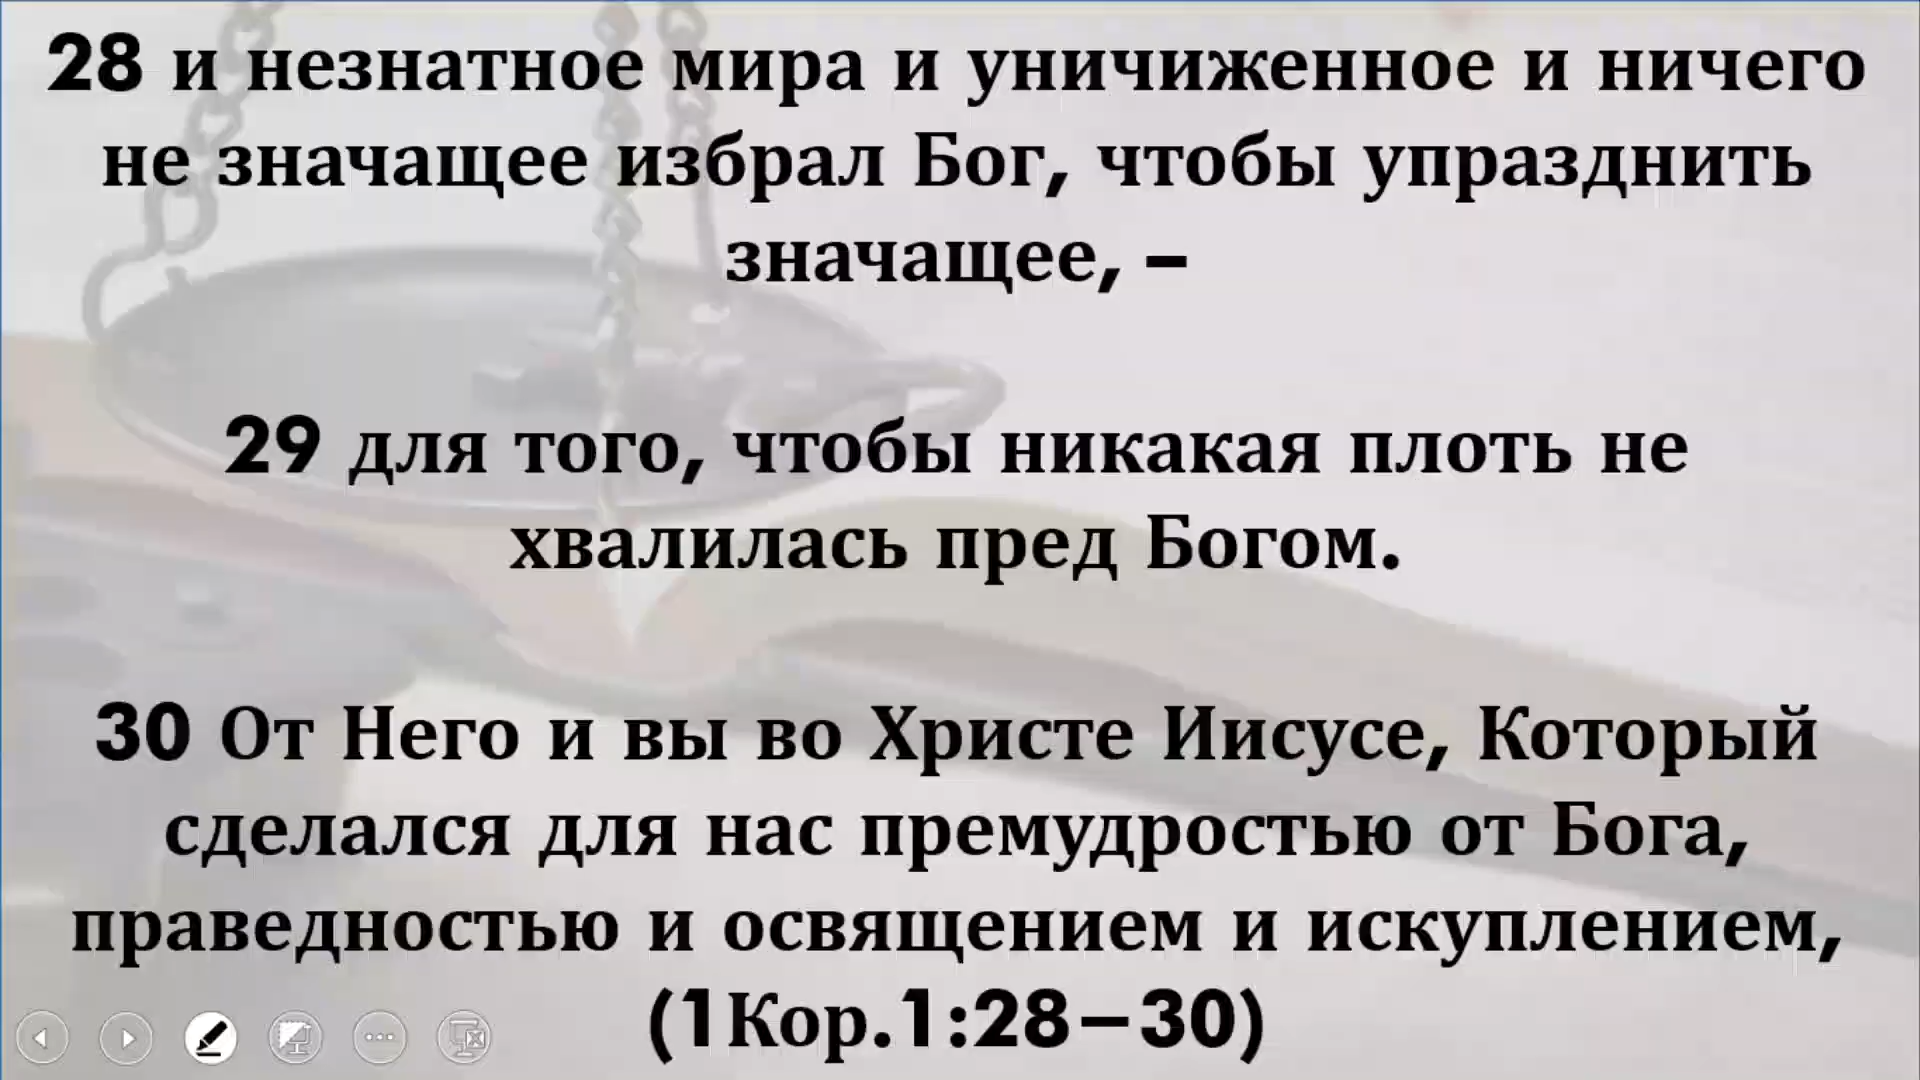 28 и незнатное мира и уничиженное и ничего
не значащее избрал Бог, чтобы упразднить
значащее, –
29 для того, чтобы никакая плоть не
хвалилась пред Богом.
30 От Него и вы во Христе Иисусе, Который
сделался для нас премудростью от Бога,
праведностью и освящением и искуплением,
(1Кор.1:28–30)